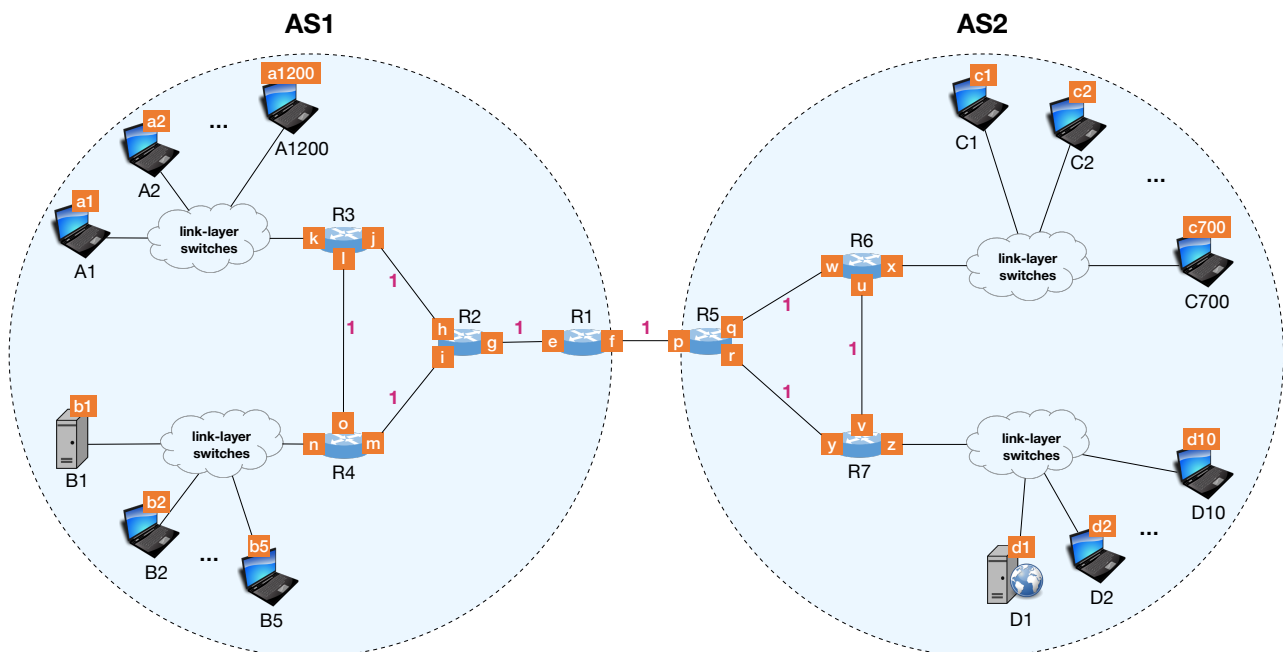 AS1
AS2
a1200
...
A1200
a2
A2
a1
A1
link-layer
switches
R3
k
j
l
1
1
h
R2
i
g
1
R1
e
f
1
1
b1
B1
link-layer
switches
o
n
m
R4
b2
B2
...
b5
B5
c1
C1
c2
C2
...
c700
C700
link-layer
switches
R6
w
x
u
1
R5
p
q
r
1
1
v
y
z
R7
link-layer
switches
d10
D10
d1
D1
d2
D2
...